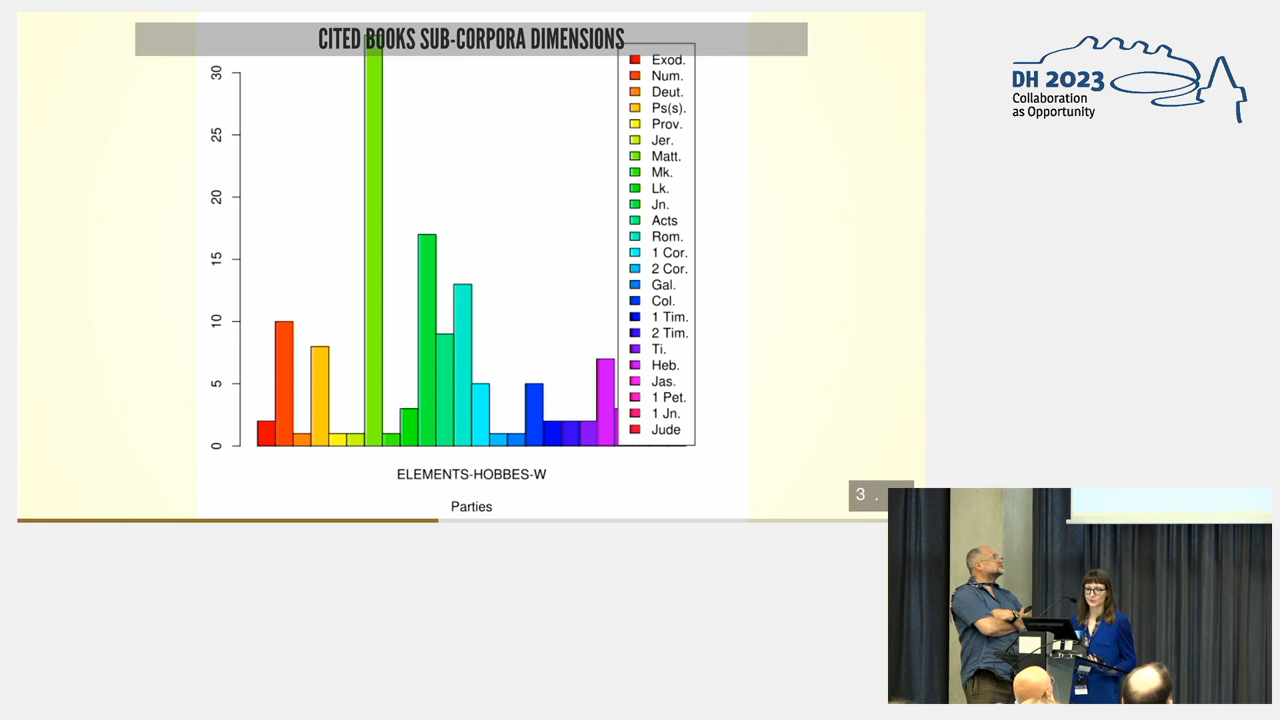 CITED BOOKS SUB-CORPORA DIMENSIONS
30
25
20
15
10
5
0
Exod.
Num.
Deut.
Ps(s).
Prov.
Jer.
Matt.
Mk.
Lk.
Jn.
Acts
Rom.
1 Cor.
2 Cor.
Gal.
Col.
1 Tim.
2 Tim.
Ti.
Heb.
Jas.
1 Pet.
1 Jn.
Jude
ELEMENTS-HOBBES-W
Parties
3 .
DH 2023
Collaboration
as Opportunity